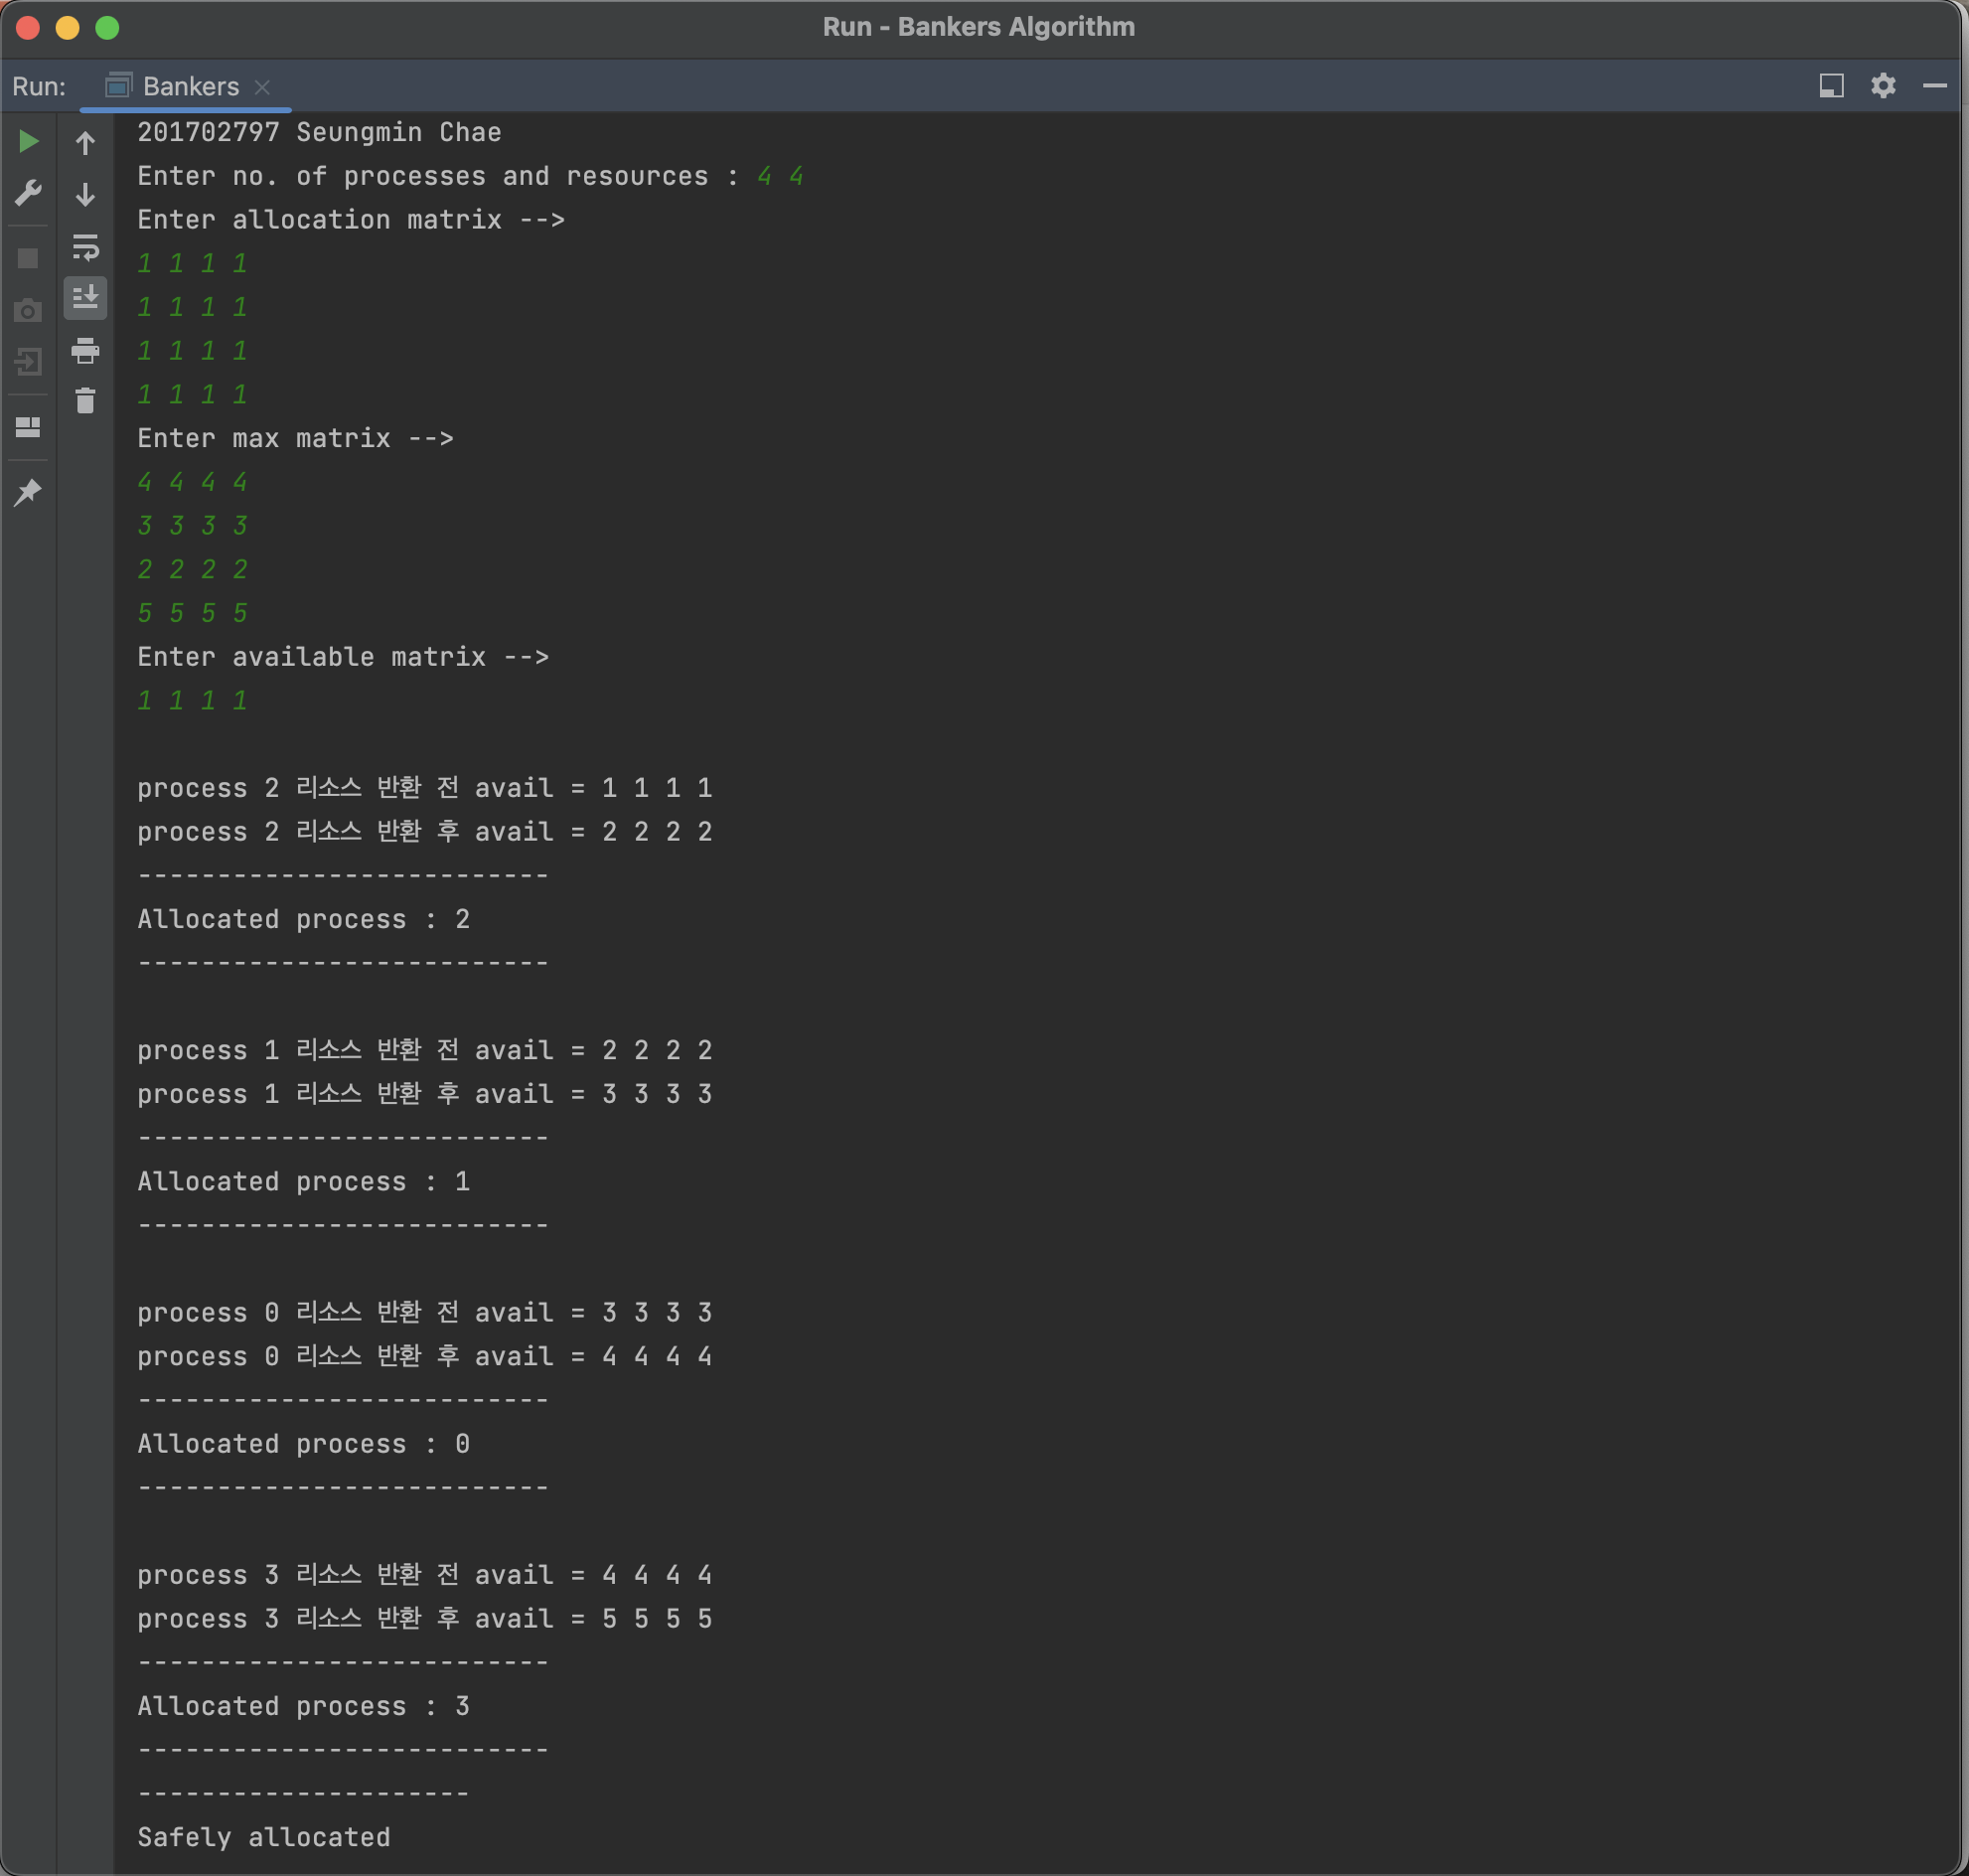 Run - Bankers Algorithm
Run: Bankers
201702797 Seungmin Chae
Enter no. of processes and resources : 4 4
Enter allocation matrix -->
1 1 1 1
1 1 1 1
1 1 1 1
1 1 1 1
Enter max matrix -->
4 4 4 4
3 3 3 3
2 2 2 2
5 5 5 5
Enter available matrix -->
1 1 1 1
process 2 리소스 반환 전 avail = 1 1 1 1
process 2 리소스 반환 후 avail = 2 2 2 2
--------------------------
Allocated process : 2
--------------------------
process 1 리소스 반환 전 avail = 2 2 2 2
process 1 리소스 반환 후 avail = 3 3 3 3
--------------------------
Allocated process : 1
--------------------------
process 0 리소스 반환 전 avail = 3 3 3 3
process 0 리소스 반환 후 avail = 4 4 4 4
--------------------------
Allocated process : 0
--------------------------
process 3 리소스 반환 전 avail = 4 4 4 4
process 3 리소스 반환 후 avail = 5 5 5 5
--------------------------
Allocated process : 3
--------------------------
---------------------
Safely allocated